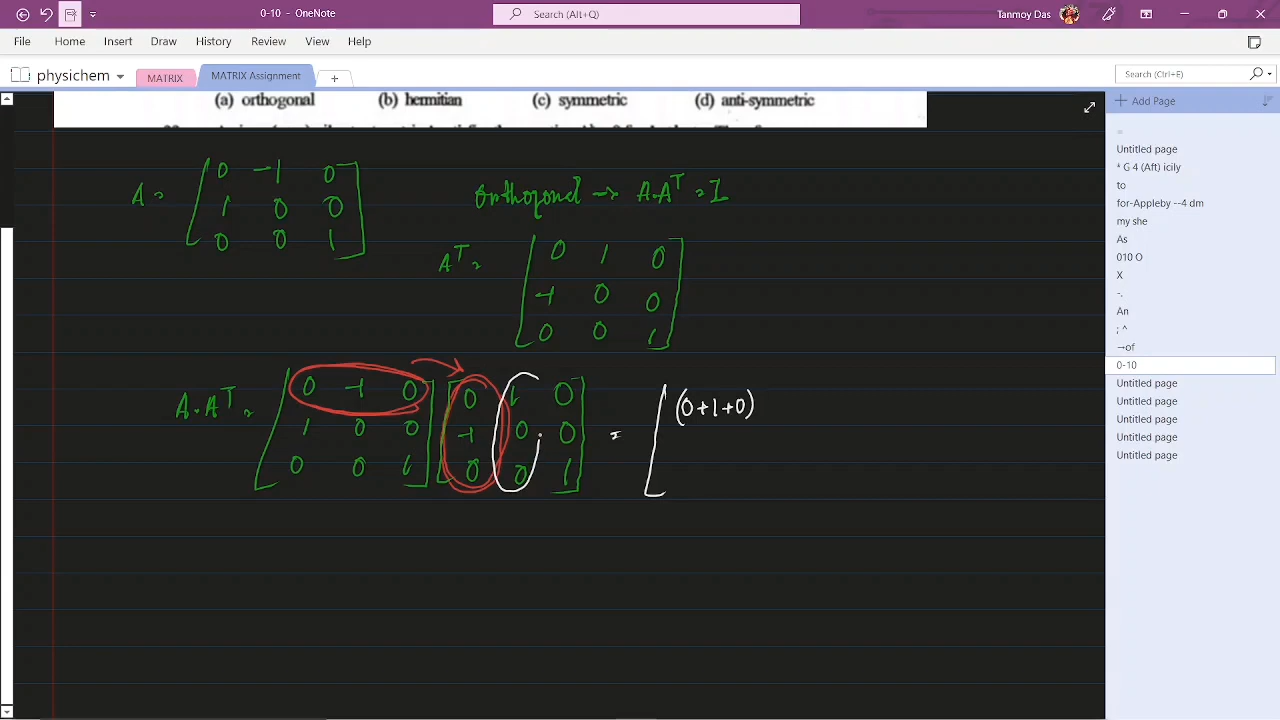 0-10 - OneNote
Search (Alt+Q)
Tanmoy Das
File Home Insert Draw History Review View Help
physichem
MATRIX
MATRIX Assignment
+
Search (Ctrl+E)
(a) orthogonal (b) hermitian (c) symmetric (d) anti-symmetric
A = [ 0 -1 0
1 0 0
0 0 1 ]
Orthogonal → A.A^T = I
A^T = [ 0 1 0
-1 0 0
0 0 1 ]
A.A^T = [ 0 -1 0 ] [ 0 1 0 ] = [ (0+1+0)
1 0 0 -1 0 0
0 0 1 0 0 1
+ Add Page
=
Untitled page
* G 4 (Aft) icily
to
for-Appleby --4 dm
my she
As
010 O
X
-.
An
; ^
→of
0-10
Untitled page
Untitled page
Untitled page
Untitled page
Untitled page